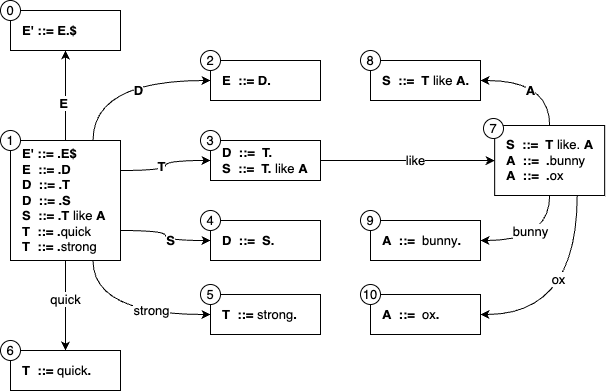 0
E' ::= E.$
E
1
E' ::= .E$
E ::= .D
D ::= .T
D ::= .S
S ::= .T like A
T ::= .quick
T ::= .strong
D
2
E ::= D.
T
3
D ::= T.
S ::= T. like A
like
S
4
D ::= S.
strong
5
T ::= strong.
quick
6
T ::= quick.
7
S ::= T like. A
A ::= .bunny
A ::= .ox
A
8
S ::= T like A.
bunny
9
A ::= bunny.
ox
10
A ::= ox.